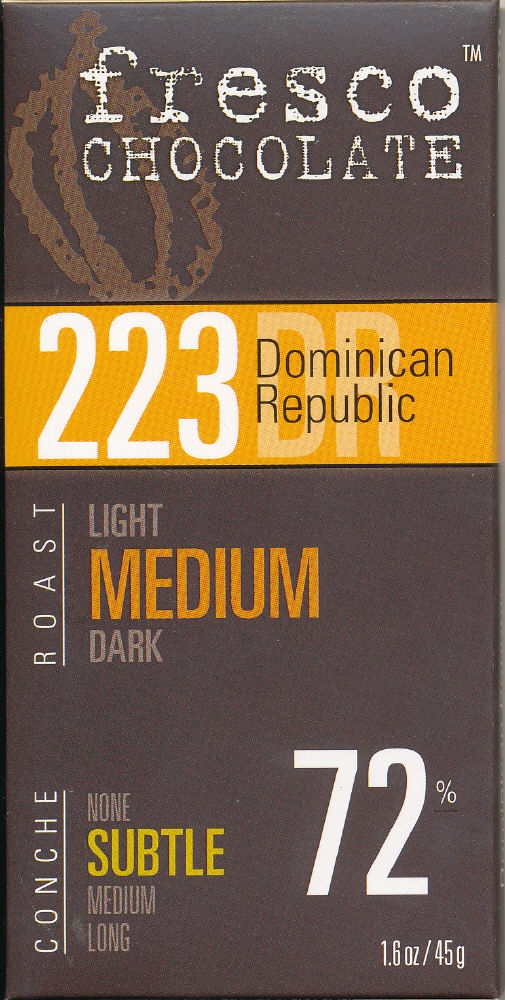 fresco™
CHOCOLATE
223 DR
Dominican
Republic
ROAST
LIGHT
MEDIUM
DARK
CONCHE
NONE
SUBTLE
MEDIUM
LONG
72%
1.6 oz / 45 g